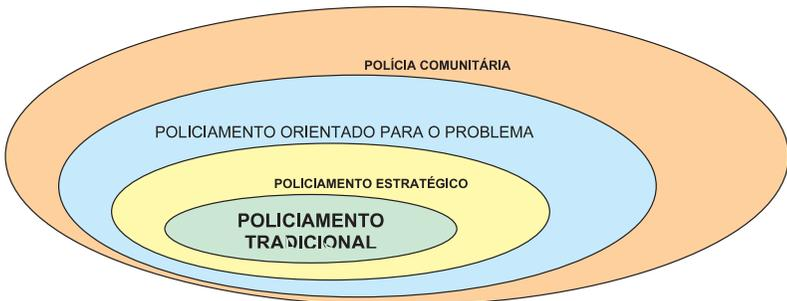 POLÍCIA COMUNITÁRIA
POLICIAMENTO ORIENTADO PARA O PROBLEMA
POLICIAMENTO ESTRATÉGICO
POLICIAMENTO
TRADICIONAL